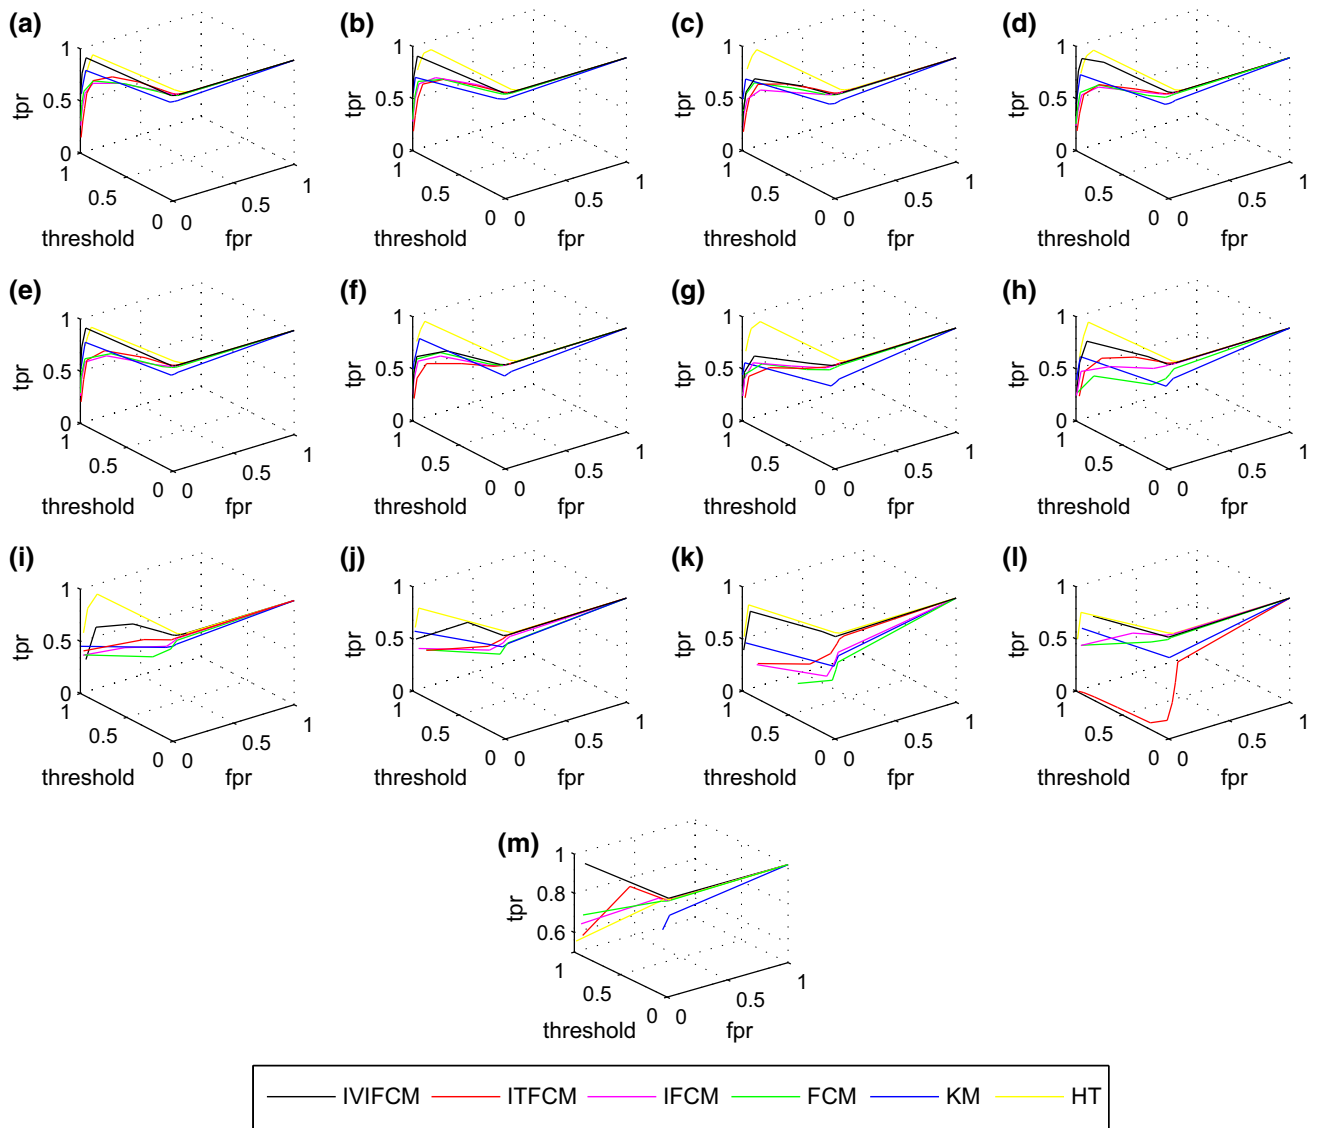 (a)
1
0.5
0
tpr
1
0.5
0
threshold
0
0.5
1
fpr
(b)
1
0.5
0
tpr
1
0.5
0
threshold
0
0.5
1
fpr
(c)
1
0.5
0
tpr
1
0.5
0
threshold
0
0.5
1
fpr
(d)
1
0.5
0
tpr
1
0.5
0
threshold
0
0.5
1
fpr
(e)
1
0.5
0
tpr
1
0.5
0
threshold
0
0.5
1
fpr
(f)
1
0.5
0
tpr
1
0.5
0
threshold
0
0.5
1
fpr
(g)
1
0.5
0
tpr
1
0.5
0
threshold
0
0.5
1
fpr
(h)
1
0.5
0
tpr
1
0.5
0
threshold
0
0.5
1
fpr
(i)
1
0.5
0
tpr
1
0.5
0
threshold
0
0.5
1
fpr
(j)
1
0.5
0
tpr
1
0.5
0
threshold
0
0.5
1
fpr
(k)
1
0.5
0
tpr
1
0.5
0
threshold
0
0.5
1
fpr
(l)
1
0.5
0
tpr
1
0.5
0
threshold
0
0.5
1
fpr
(m)
1
0.8
0.6
tpr
1
0.5
0
threshold
0
0.5
1
fpr
IVIFCM ITFCM IFCM FCM KM HT